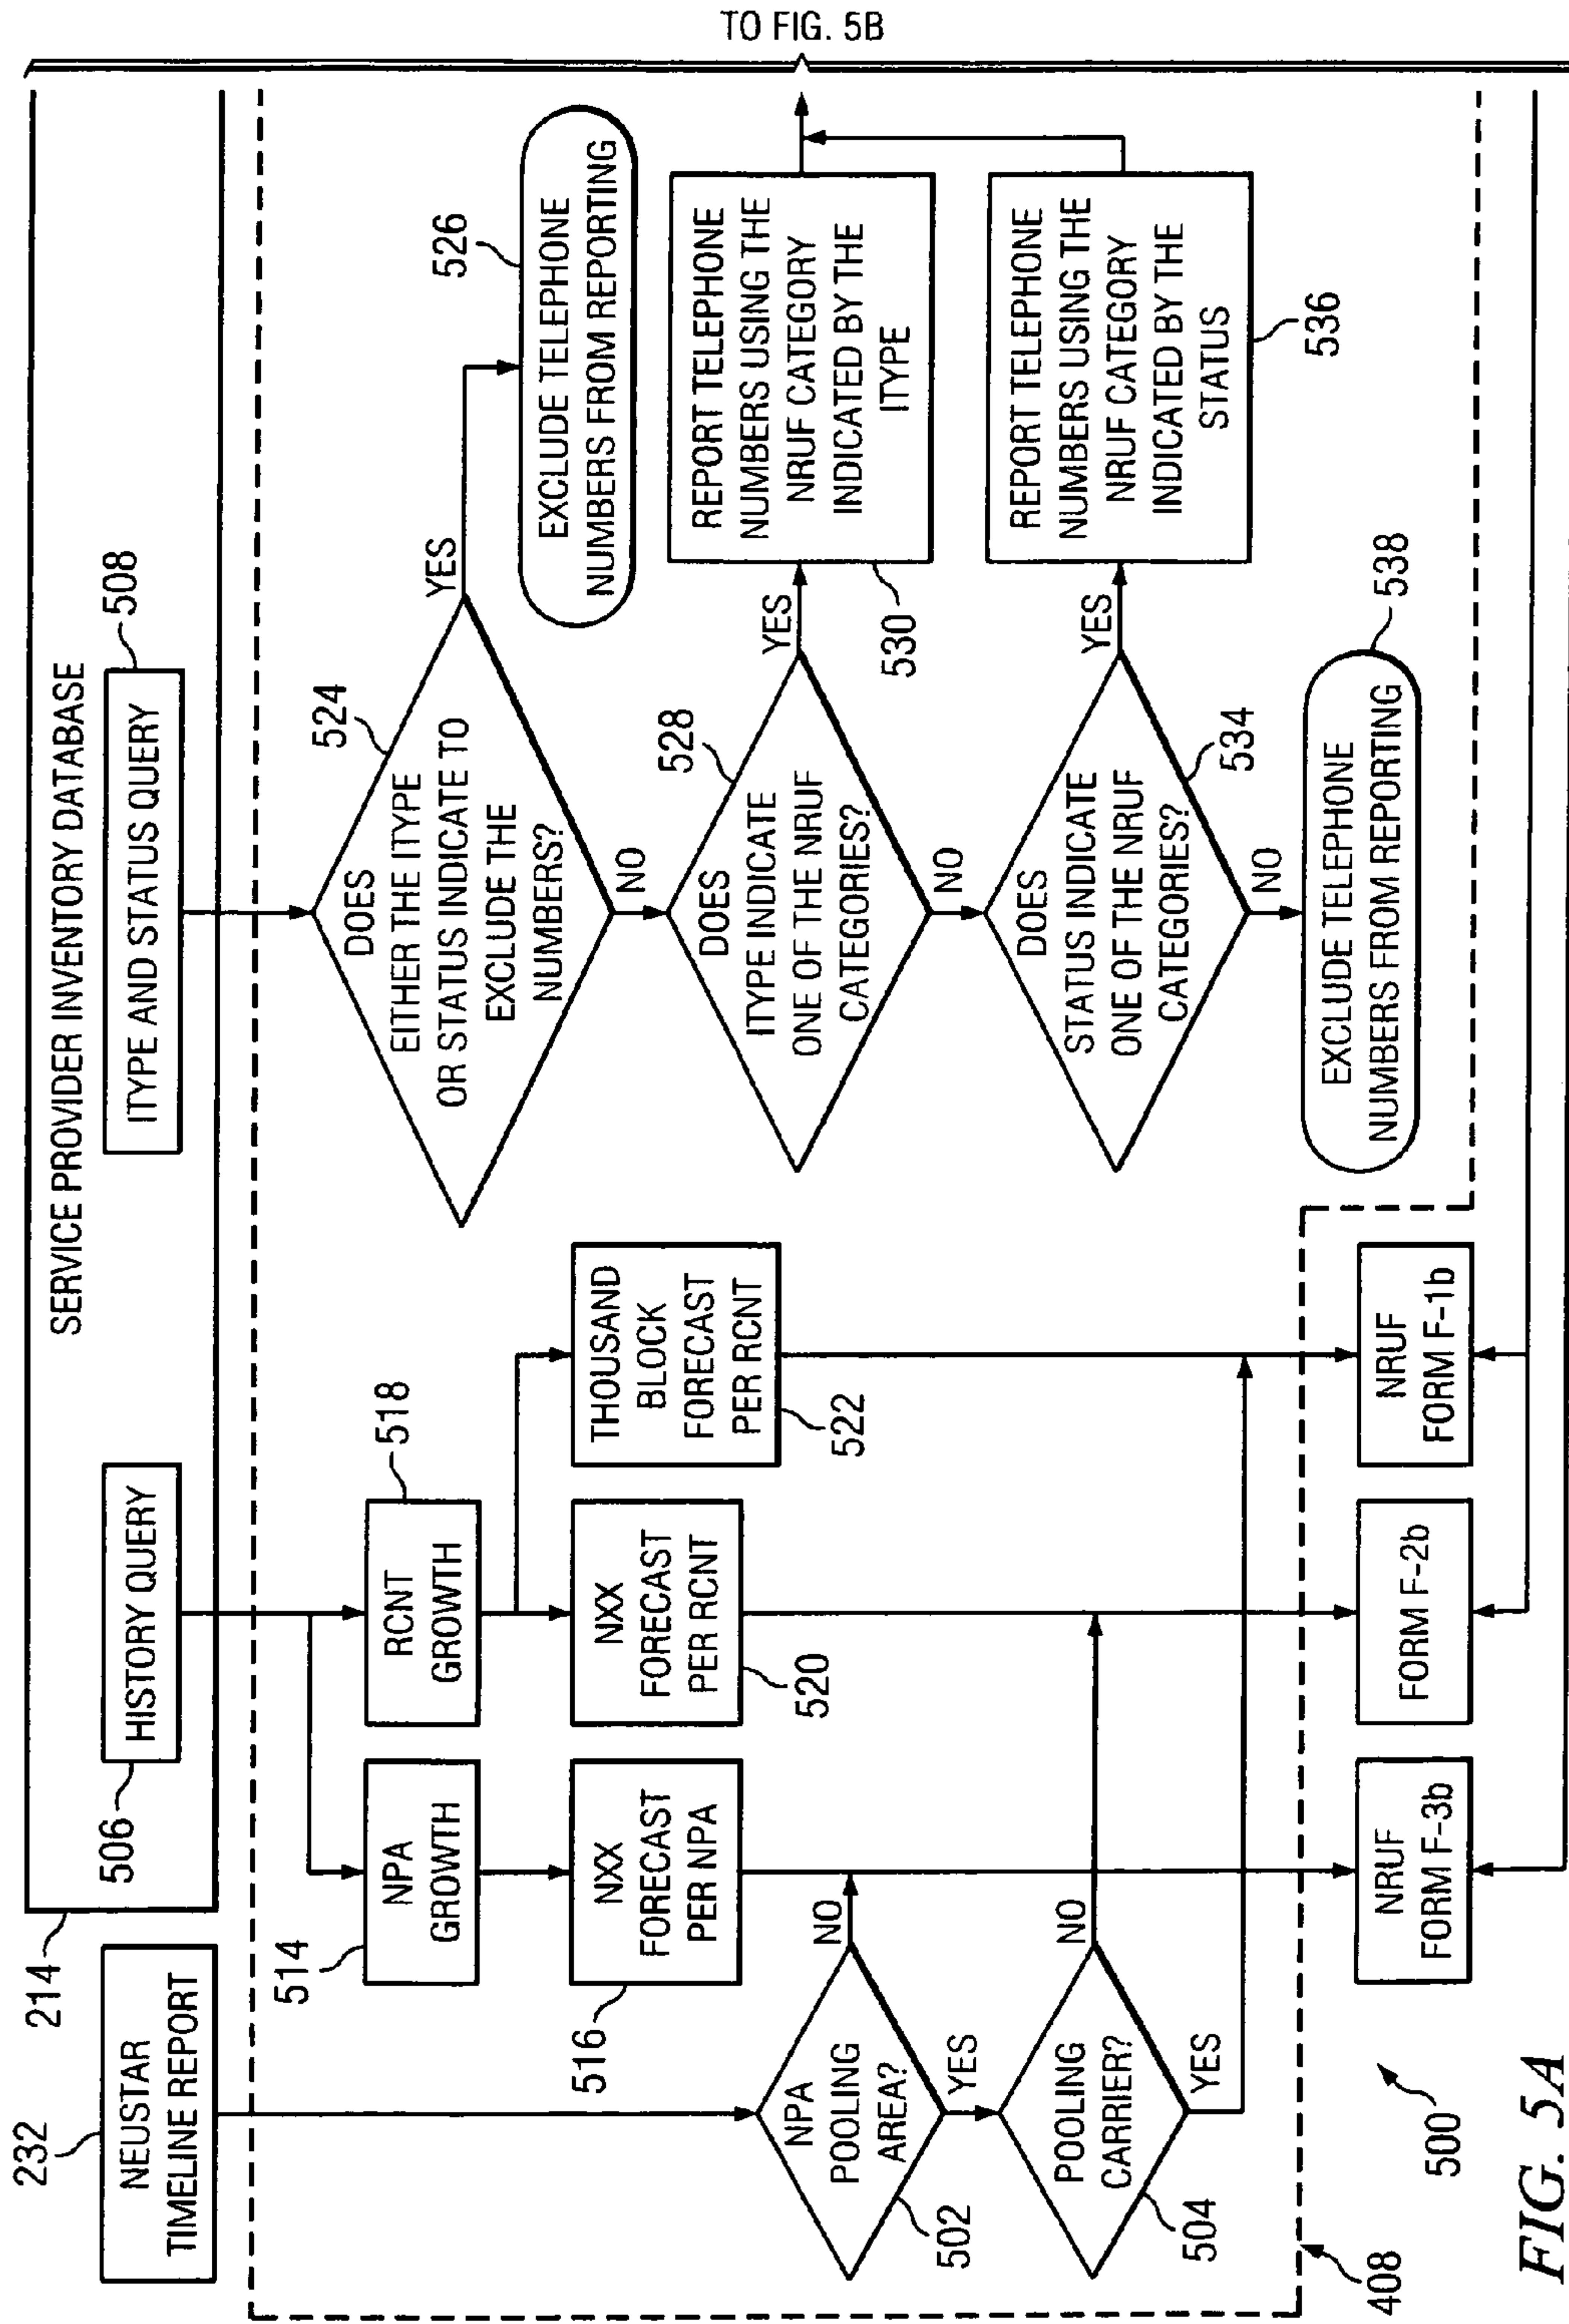 TO FIG. 5B
SERVICE PROVIDER INVENTORY DATABASE
232
NEUSTAR
TIMELINE REPORT
214
506
HISTORY QUERY
ITYPE AND STATUS QUERY
508
514
NPA
GROWTH
RCNT
GROWTH
518
516
NXX
FORECAST
PER NPA
NXX
FORECAST
PER RCNT
520
THOUSAND
BLOCK
FORECAST
PER RCNT
522
NPA
POOLING
AREA?
502
NO
YES
POOLING
CARRIER?
504
NO
YES
DOES
EITHER THE ITYPE
OR STATUS INDICATE TO
EXCLUDE THE
NUMBERS?
524
YES
NO
EXCLUDE TELEPHONE
NUMBERS FROM REPORTING
526
DOES
ITYPE INDICATE
ONE OF THE NRUF
CATEGORIES?
528
YES
NO
REPORT TELEPHONE
NUMBERS USING THE
NRUF CATEGORY
INDICATED BY THE
ITYPE
530
DOES
STATUS INDICATE
ONE OF THE NRUF
CATEGORIES?
534
YES
NO
REPORT TELEPHONE
NUMBERS USING THE
NRUF CATEGORY
INDICATED BY THE
STATUS
536
EXCLUDE TELEPHONE
NUMBERS FROM REPORTING
538
408
NRUF
FORM F-3b
FORM F-2b
NRUF
FORM F-1b
500
FIG. 5A